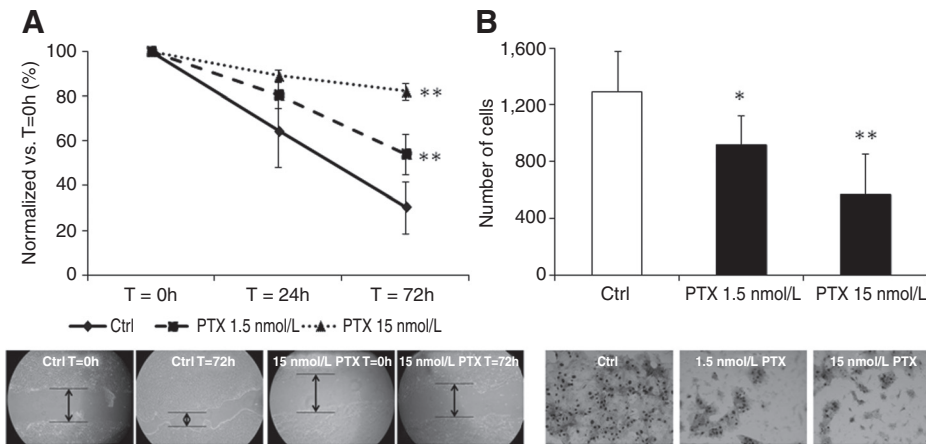 A
Normalized vs. T=0h (%)
100
80
60
40
20
0
**
**
T = 0h T = 24h T = 72h
Ctrl PTX 1.5 nmol/L PTX 15 nmol/L
Ctrl T=0h
Ctrl T=72h
15 nmol/L PTX T=0h
15 nmol/L PTX T=72h
B
Number of cells
1,600
1,200
800
400
0
*
**
Ctrl PTX 1.5 nmol/L PTX 15 nmol/L
Ctrl
1.5 nmol/L PTX
15 nmol/L PTX